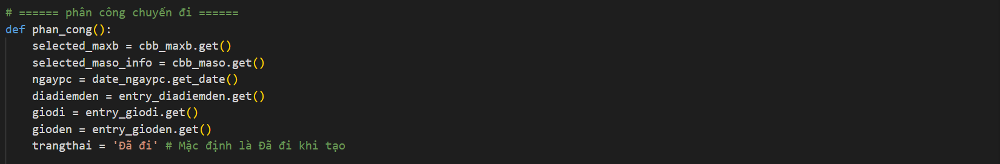 # ====== phân công chuyến đi ======
def phan_cong():
    selected_maxb = cbb_maxb.get()
    selected_maso_info = cbb_maso.get()
    ngaypc = date_ngaypc.get_date()
    diadiemden = entry_diadiemden.get()
    giodi = entry_giodi.get()
    gioden = entry_gioden.get()
    trangthai = 'Đã đi' # Mặc định là Đã đi khi tạo